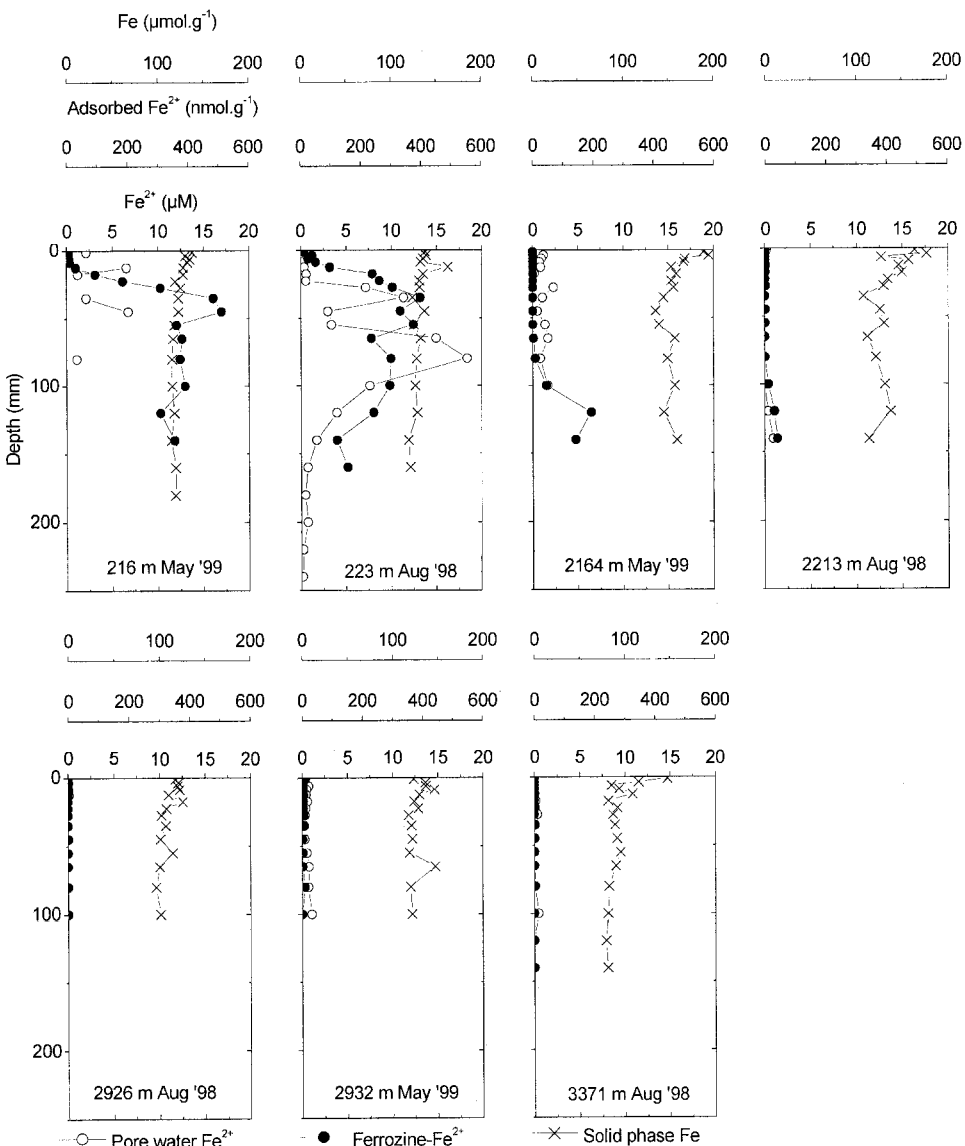 Fe (µmol.g⁻¹)
0 100 200 0 100 200 0 100 200 0 100 200
Adsorbed Fe²⁺ (nmol.g⁻¹)
0 200 400 600 0 200 400 600 0 200 400 600 0 200 400 600
Fe²⁺ (µM)
0 5 10 15 20 0 5 10 15 20 0 5 10 15 20 0 5 10 15 20
0
100
200
Depth (mm)
216 m May '99 223 m Aug '98 2164 m May '99 2213 m Aug '98
0 100 200 0 100 200 0 100 200
0 200 400 600 0 200 400 600 0 200 400 600
0 5 10 15 20 0 5 10 15 20 0 5 10 15 20
0
100
200
2926 m Aug '98 2932 m May '99 3371 m Aug '98
Pore water Fe²⁺ Ferrozine-Fe²⁺ Solid phase Fe